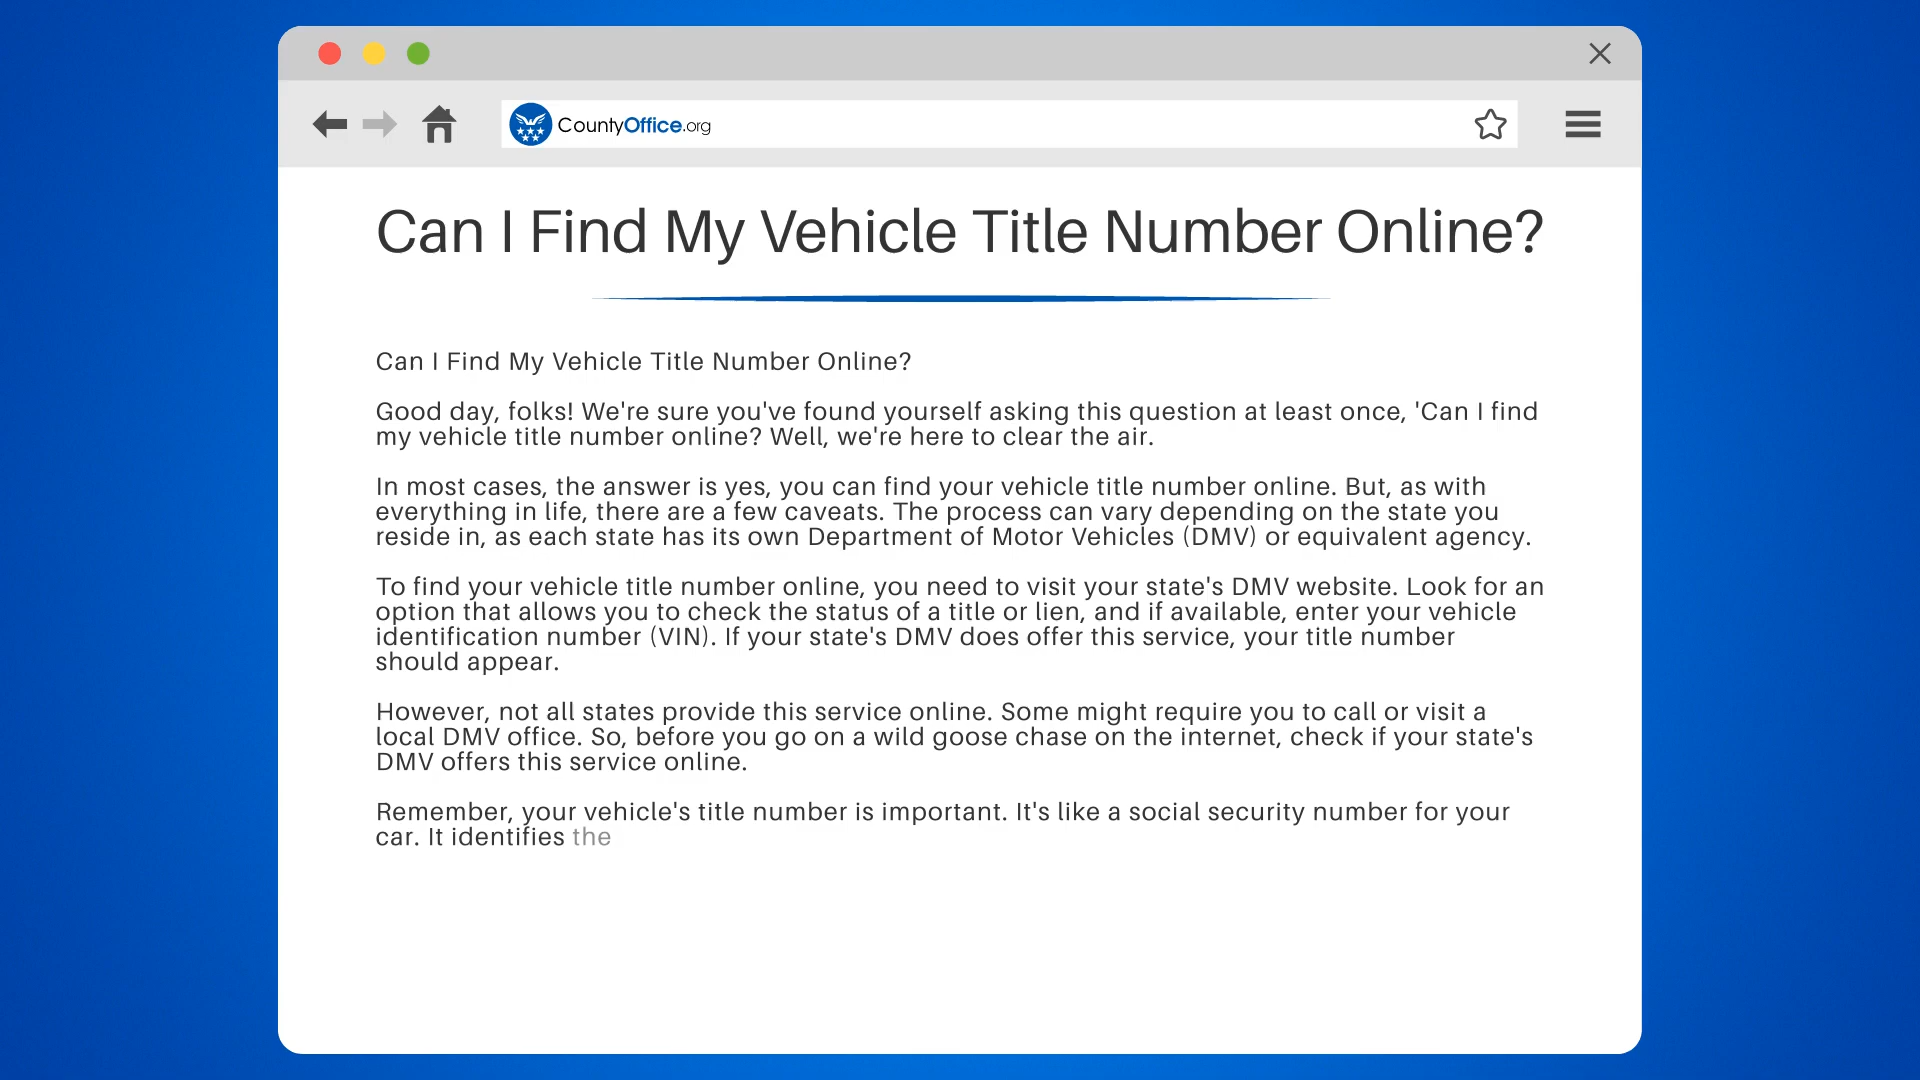 CountyOffice.org
Can I Find My Vehicle Title Number Online?
Can I Find My Vehicle Title Number Online?
Good day, folks! We're sure you've found yourself asking this question at least once, 'Can I find
my vehicle title number online? Well, we're here to clear the air.
In most cases, the answer is yes, you can find your vehicle title number online. But, as with
everything in life, there are a few caveats. The process can vary depending on the state you
reside in, as each state has its own Department of Motor Vehicles (DMV) or equivalent agency.
To find your vehicle title number online, you need to visit your state's DMV website. Look for an
option that allows you to check the status of a title or lien, and if available, enter your vehicle
identification number (VIN). If your state's DMV does offer this service, your title number
should appear.
However, not all states provide this service online. Some might require you to call or visit a
local DMV office. So, before you go on a wild goose chase on the internet, check if your state's
DMV offers this service online.
Remember, your vehicle's title number is important. It's like a social security number for your
car. It identifies the